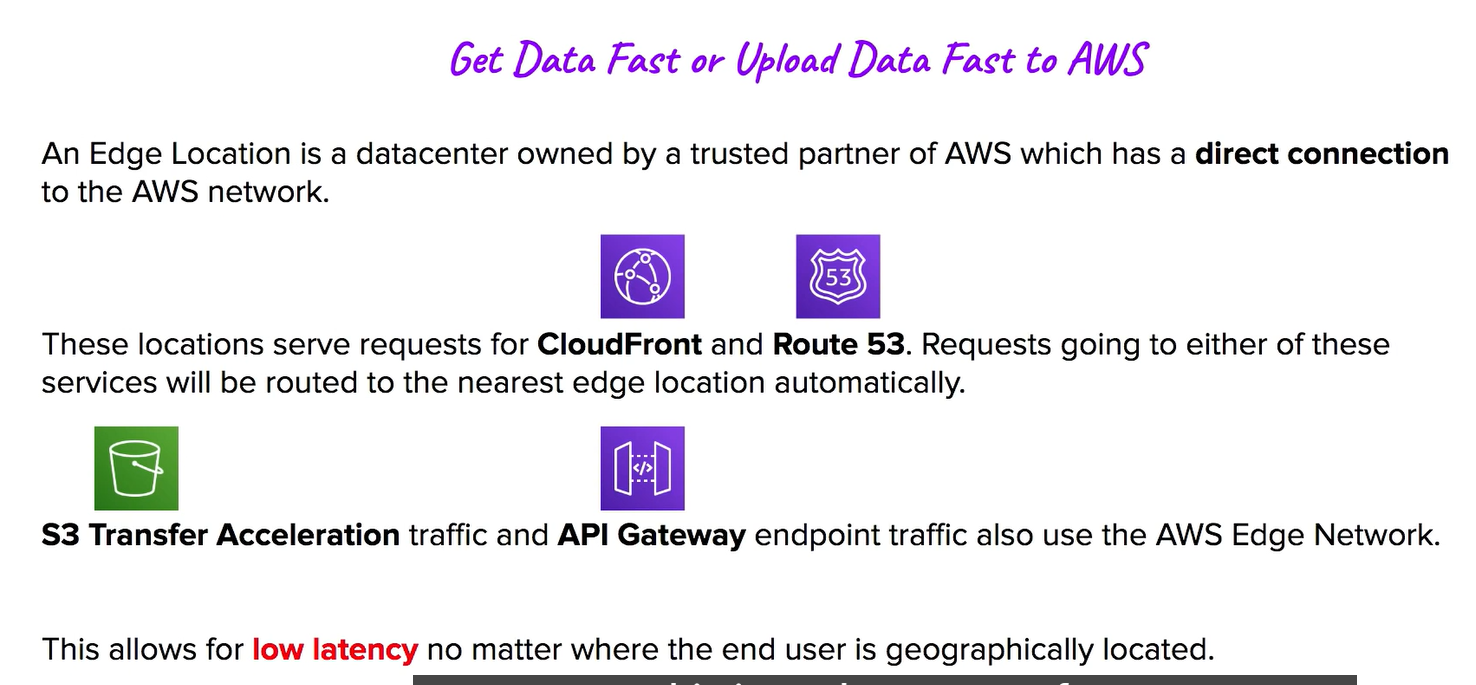 Get Data Fast or Upload Data Fast to AWS
An Edge Location is a datacenter owned by a trusted partner of AWS which has a direct connection
to the AWS network.
53
These locations serve requests for CloudFront and Route 53. Requests going to either of these
services will be routed to the nearest edge location automatically.
</>
S3 Transfer Acceleration traffic and API Gateway endpoint traffic also use the AWS Edge Network.
This allows for low latency no matter where the end user is geographically located.